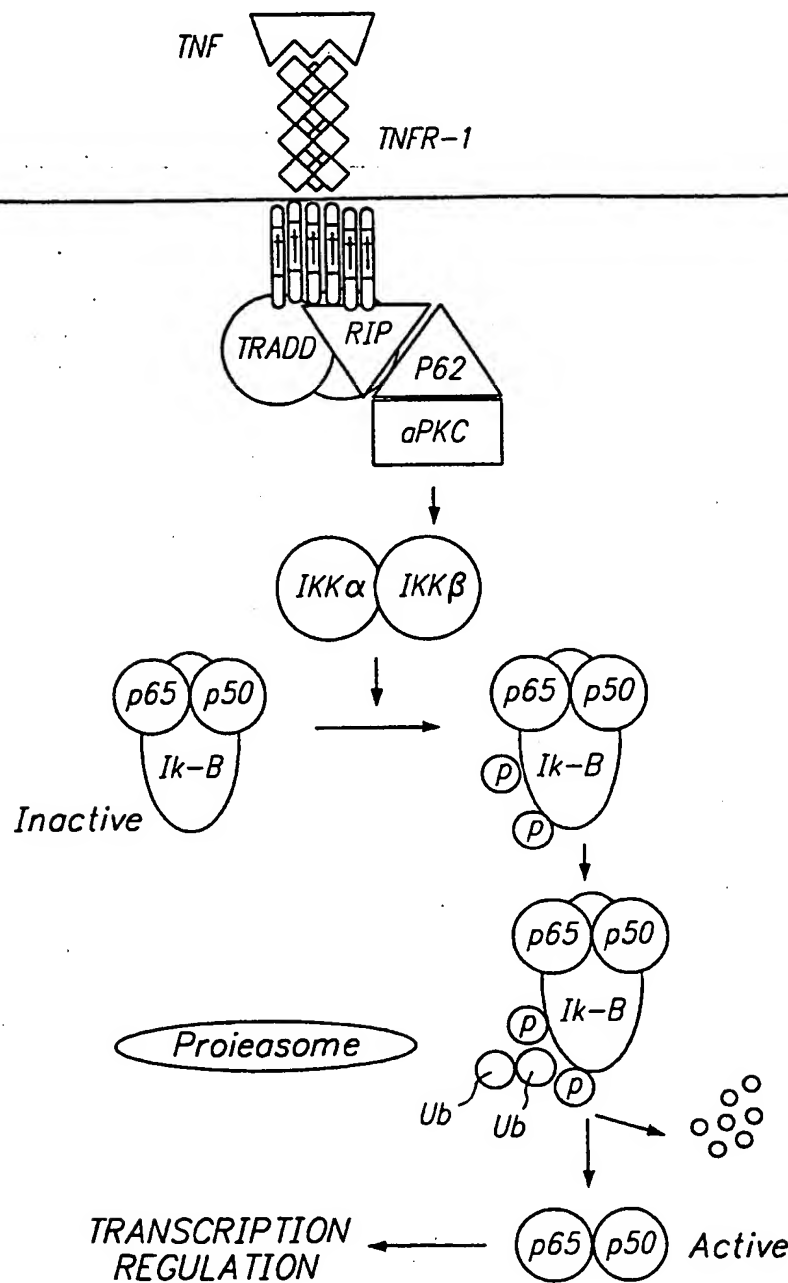 TNF
TNFR-1
TRADD
RIP
P62
aPKC
IKKα
IKKβ
p65
p50
Ik-B
Inactive
p65
p50
Ik-B
p
p
p65
p50
Ik-B
p
p
Proieasome
Ub
Ub
TRANSCRIPTION
REGULATION
p65
p50
Active